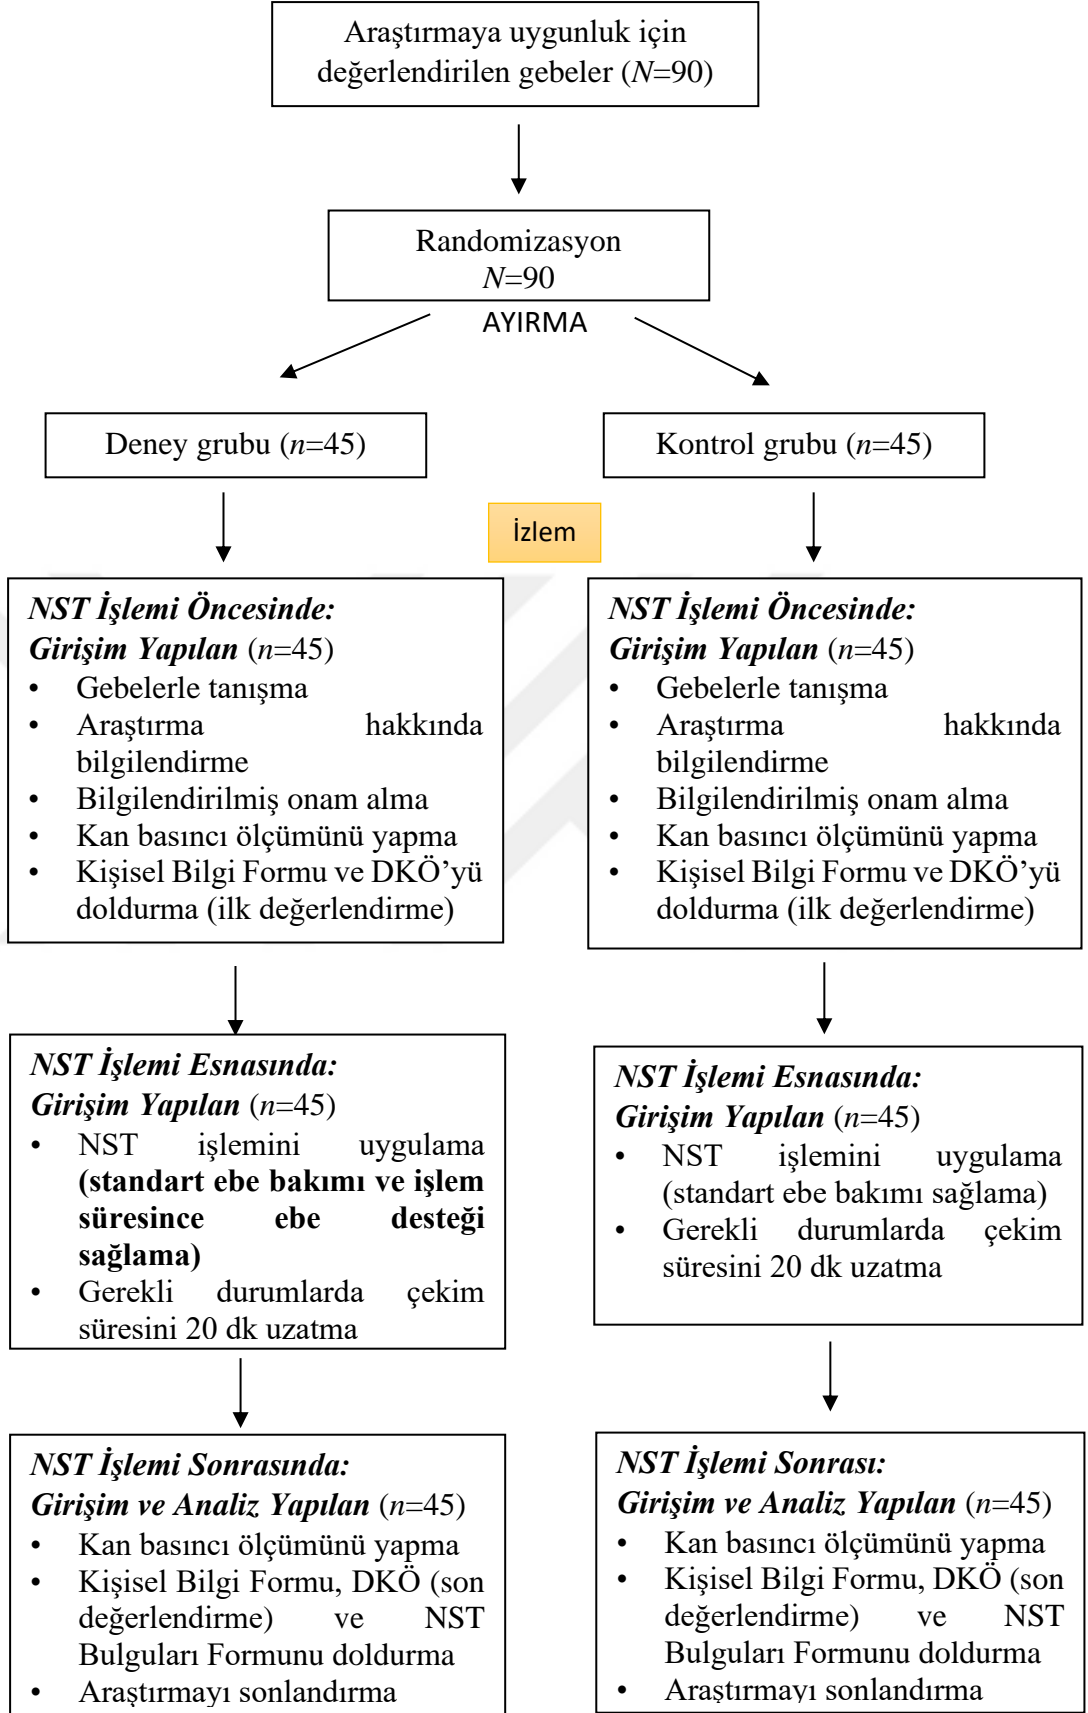 Araştırmaya uygunluk için
değerlendirilen gebeler (N=90)
Randomizasyon
N=90
AYIRMA
Deney grubu (n=45)
Kontrol grubu (n=45)
İzlem
NST İşlemi Öncesinde:
Girişim Yapılan (n=45)
• Gebelerle tanışma
• Araştırma hakkında
bilgilendirme
• Bilgilendirilmiş onam alma
• Kan basıncı ölçümünü yapma
• Kişisel Bilgi Formu ve DKÖ’yü
doldurma (ilk değerlendirme)
NST İşlemi Öncesinde:
Girişim Yapılan (n=45)
• Gebelerle tanışma
• Araştırma hakkında
bilgilendirme
• Bilgilendirilmiş onam alma
• Kan basıncı ölçümünü yapma
• Kişisel Bilgi Formu ve DKÖ’yü
doldurma (ilk değerlendirme)
NST İşlemi Esnasında:
Girişim Yapılan (n=45)
• NST işlemini uygulama
(standart ebe bakımı ve işlem
süresince ebe desteği
sağlama)
• Gerekli durumlarda çekim
süresini 20 dk uzatma
NST İşlemi Esnasında:
Girişim Yapılan (n=45)
• NST işlemini uygulama
(standart ebe bakımı sağlama)
• Gerekli durumlarda çekim
süresini 20 dk uzatma
NST İşlemi Sonrasında:
Girişim ve Analiz Yapılan (n=45)
• Kan basıncı ölçümünü yapma
• Kişisel Bilgi Formu, DKÖ (son
değerlendirme) ve NST
Bulguları Formunu doldurma
• Araştırmayı sonlandırma
NST İşlemi Sonrası:
Girişim ve Analiz Yapılan (n=45)
• Kan basıncı ölçümünü yapma
• Kişisel Bilgi Formu, DKÖ (son
değerlendirme) ve NST
Bulguları Formunu doldurma
• Araştırmayı sonlandırma